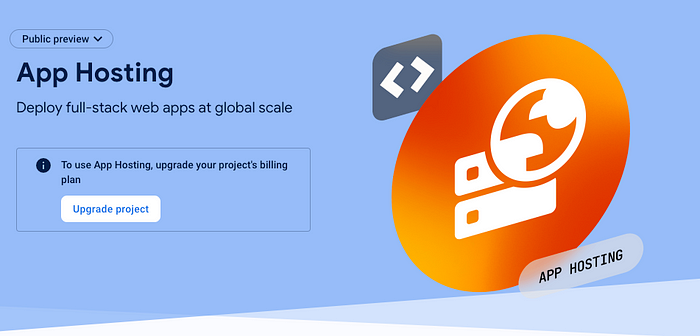 Public preview
App Hosting
Deploy full-stack web apps at global scale
To use App Hosting, upgrade your project's billing
plan
Upgrade project
APP HOSTING